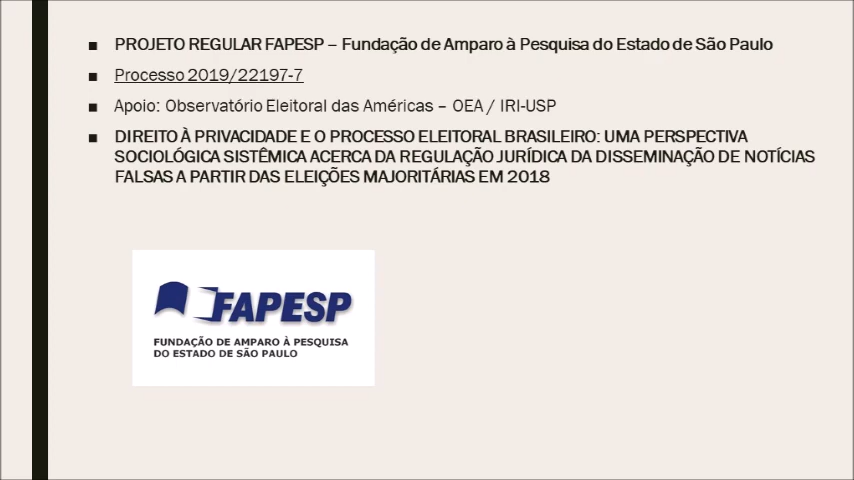 PROJETO REGULAR FAPESP – Fundação de Amparo à Pesquisa do Estado de São Paulo
Processo 2019/22197-7
Apoio: Observatório Eleitoral das Américas – OEA / IRI-USP
DIREITO À PRIVACIDADE E O PROCESSO ELEITORAL BRASILEIRO: UMA PERSPECTIVA
SOCIOLÓGICA SISTÊMICA ACERCA DA REGULAÇÃO JURÍDICA DA DISSEMINAÇÃO DE NOTÍCIAS
FALSAS A PARTIR DAS ELEIÇÕES MAJORITÁRIAS EM 2018
FAPESP
FUNDAÇÃO DE AMPARO À PESQUISA
DO ESTADO DE SÃO PAULO